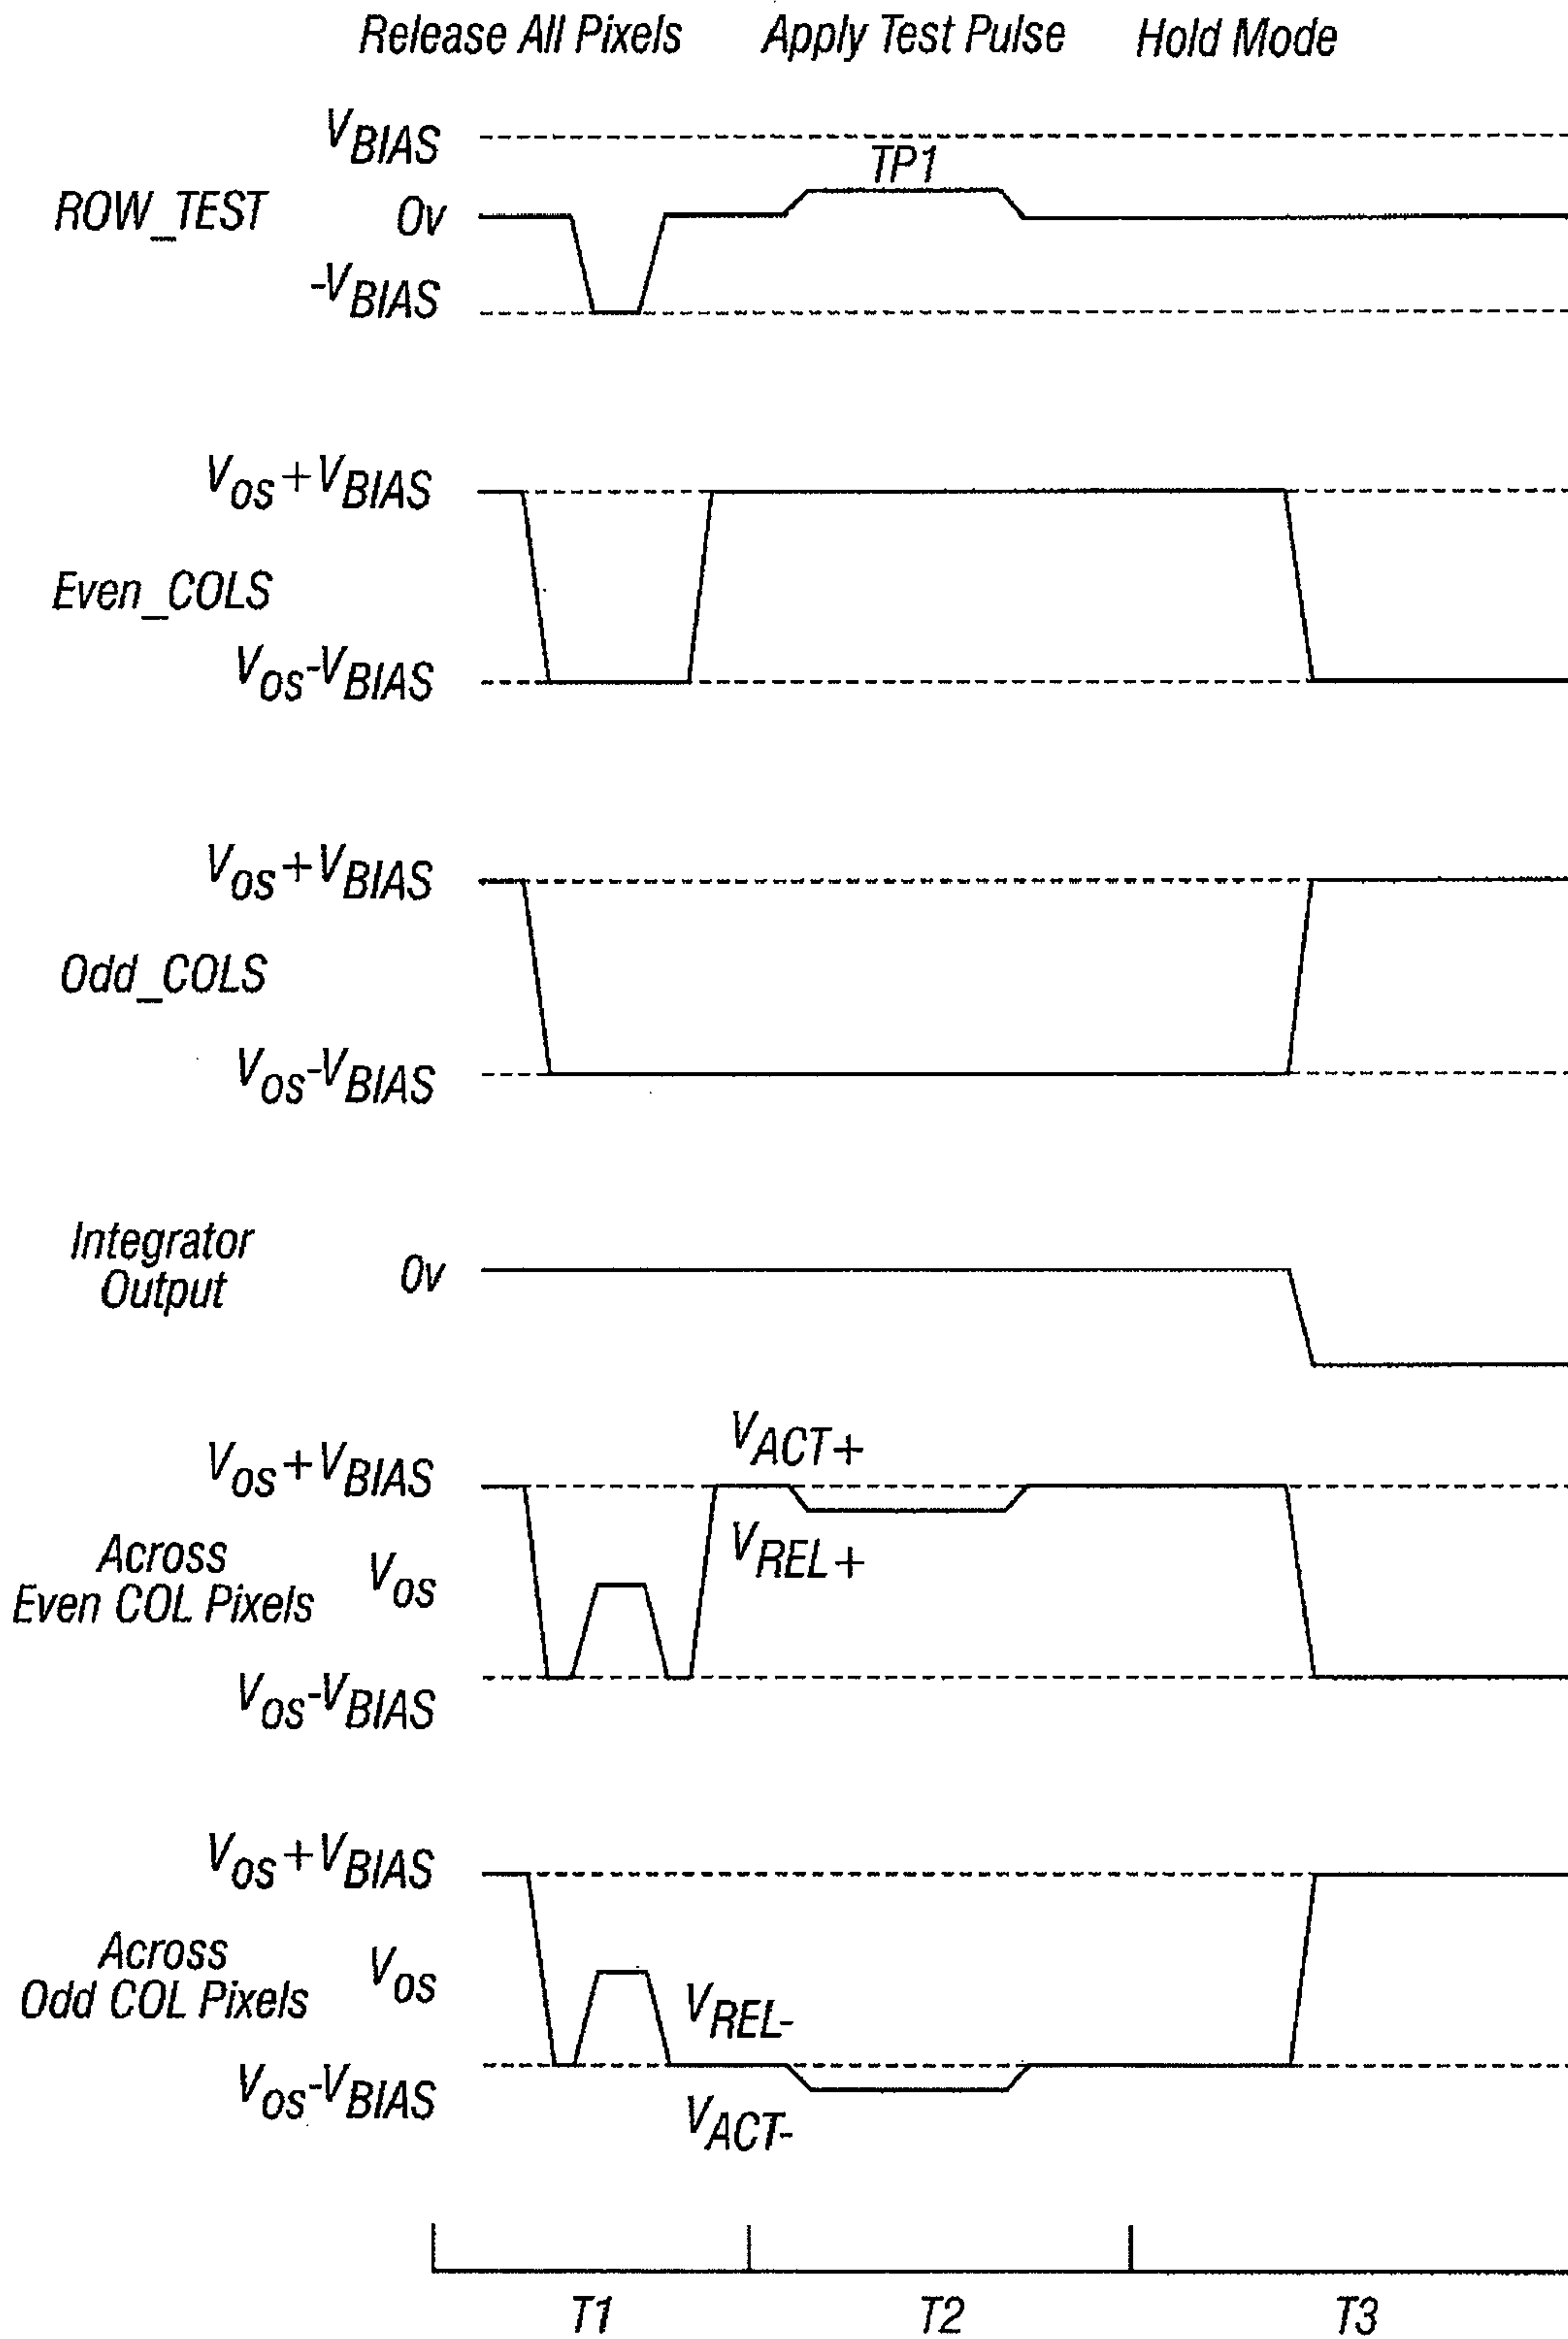 Release All Pixels Apply Test Pulse Hold Mode
VBIAS
TP1
ROW_TEST 0v
-VBIAS
Vos+VBIAS
Even_COLS
Vos-VBIAS
Vos+VBIAS
Odd_COLS
Vos-VBIAS
Integrator
Output
0v
VACT+
Vos+VBIAS
VREL+
Across
Even COL Pixels
Vos
Vos-VBIAS
Vos+VBIAS
Across
Odd COL Pixels
Vos
VREL-
Vos-VBIAS
VACT-
T1 T2 T3